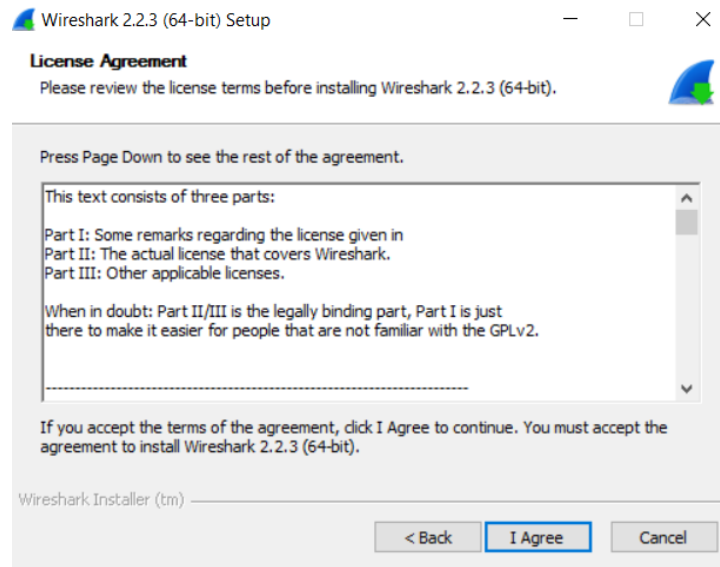 Wireshark 2.2.3 (64-bit) Setup
License Agreement
Please review the license terms before installing Wireshark 2.2.3 (64-bit).
Press Page Down to see the rest of the agreement.
This text consists of three parts:
Part I: Some remarks regarding the license given in
Part II: The actual license that covers Wireshark.
Part III: Other applicable licenses.
When in doubt: Part II/III is the legally binding part, Part I is just
there to make it easier for people that are not familiar with the GPLv2.
------------------------------------------------------------------------
If you accept the terms of the agreement, click I Agree to continue. You must accept the
agreement to install Wireshark 2.2.3 (64-bit).
Wireshark Installer (tm)
< Back I Agree Cancel